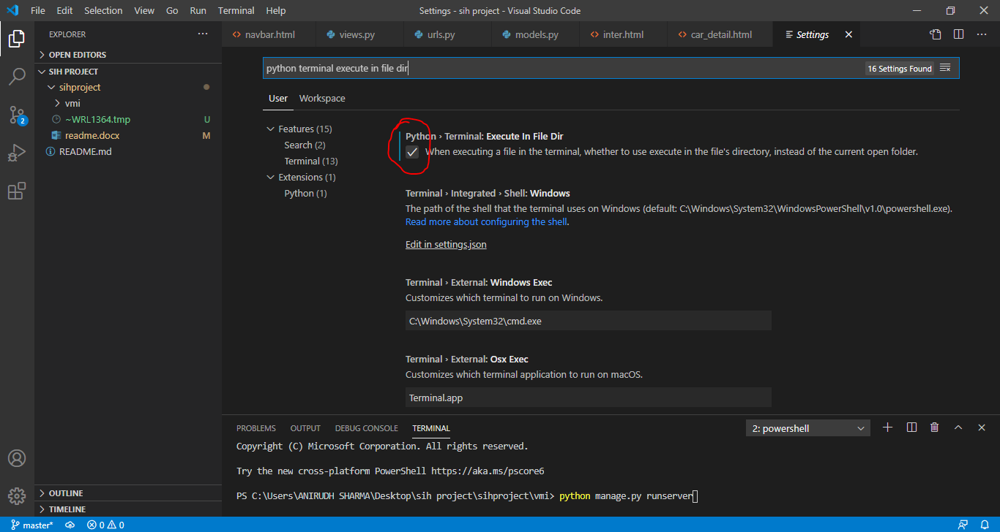 File Edit Selection View Go Run Terminal Help
Settings - sih project - Visual Studio Code
EXPLORER
OPEN EDITORS
SIH PROJECT
sihproject
vmi
~WRL1364.tmp U
readme.docx M
README.md
OUTLINE
TIMELINE
2
navbar.html views.py urls.py models.py inter.html car_detail.html Settings
python terminal execute in file dir
16 Settings Found
User Workspace
Features (15)
Search (2)
Terminal (13)
Extensions (1)
Python (1)
Python › Terminal: Execute In File Dir
When executing a file in the terminal, whether to use execute in the file's directory, instead of the current open folder.
Terminal › Integrated › Shell: Windows
The path of the shell that the terminal uses on Windows (default: C:\Windows\System32\WindowsPowerShell\v1.0\powershell.exe).
Read more about configuring the shell.
Edit in settings.json
Terminal › External: Windows Exec
Customizes which terminal to run on Windows.
C:\Windows\System32\cmd.exe
Terminal › External: Osx Exec
Customizes which terminal application to run on macOS.
Terminal.app
PROBLEMS OUTPUT DEBUG CONSOLE TERMINAL
2: powershell
Copyright (C) Microsoft Corporation. All rights reserved.
Try the new cross-platform PowerShell https://aka.ms/pscore6
PS C:\Users\ANIRUDH SHARMA\Desktop\sih project\sihproject\vmi> python manage.py runserver
master* 0 0